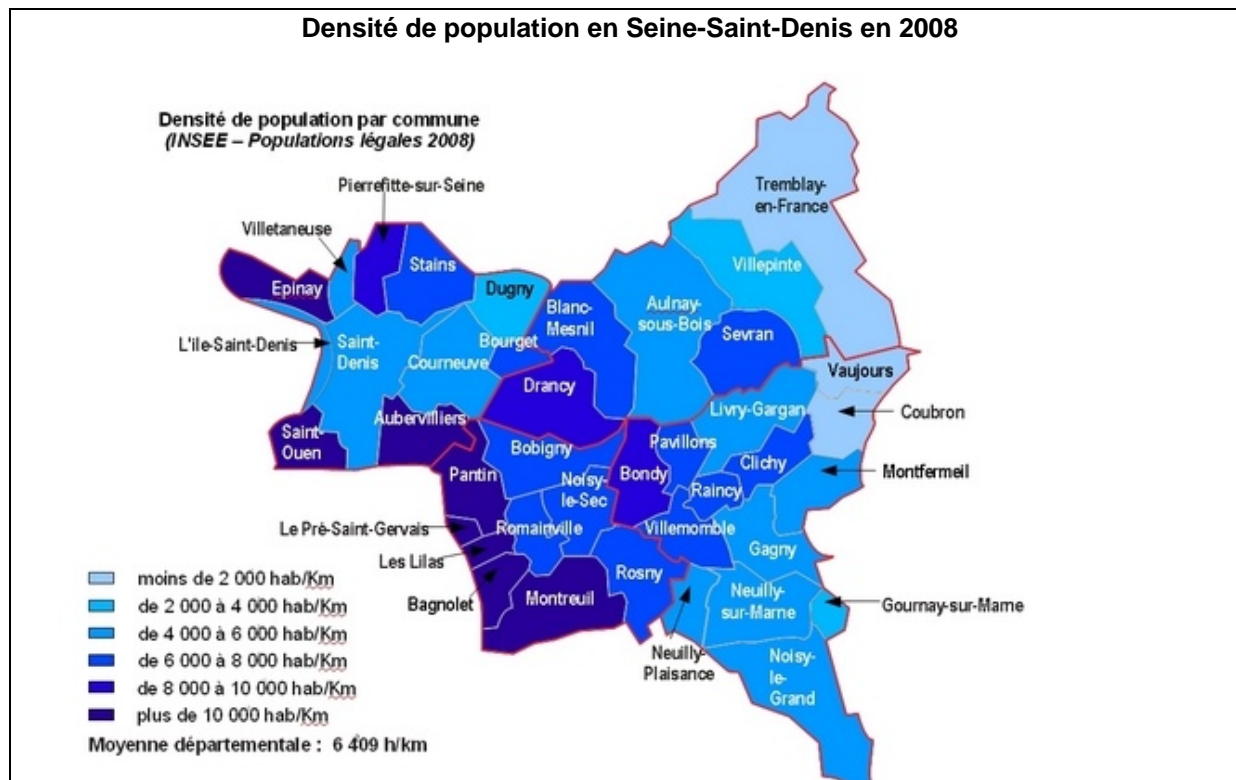 Densité de population en Seine-Saint-Denis en 2008
Densité de population par commune
(INSEE – Populations légales 2008)
Pierrefitte-sur-Seine
Villetaneuse
Epinay
Stains
Dugny
L'ile-Saint-Denis
Saint-
Denis
Courneuve
Bourget
Blanc-
Mesnil
Aulnay-
sous-Bois
Tremblay-
en-France
Villepinte
Sevran
Vaujours
Coubron
Drancy
Livry-Gargan
Saint-
Ouen
Aubervilliers
Bobigny
Pavillons
Clichy
Montfermeil
Pantin
Noisy-
le-Sec
Bondy
Raincy
Le Pré-Saint-Gervais
Romainville
Villemomble
Gagny
Les Lilas
Bagnolet
Montreuil
Rosny
Neuilly-
sur-Marne
Gournay-sur-Marne
Neuilly-
Plaisance
Noisy-
le-
Grand
moins de 2 000 hab/Km
de 2 000 à 4 000 hab/Km
de 4 000 à 6 000 hab/Km
de 6 000 à 8 000 hab/Km
de 8 000 à 10 000 hab/Km
plus de 10 000 hab/Km
Moyenne départementale : 6 409 h/km